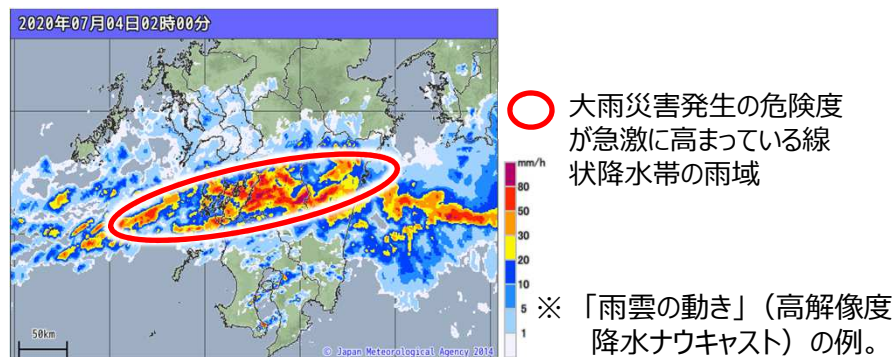 2020年07月04日02時00分
大雨災害発生の危険度
が急激に高まっている線
状降水帯の雨域
mm/h
80
50
30
20
10
5
1
※ 「雨雲の動き」（高解像度
降水ナウキャスト）の例。
50km
© Japan Meteorological Agency 2014